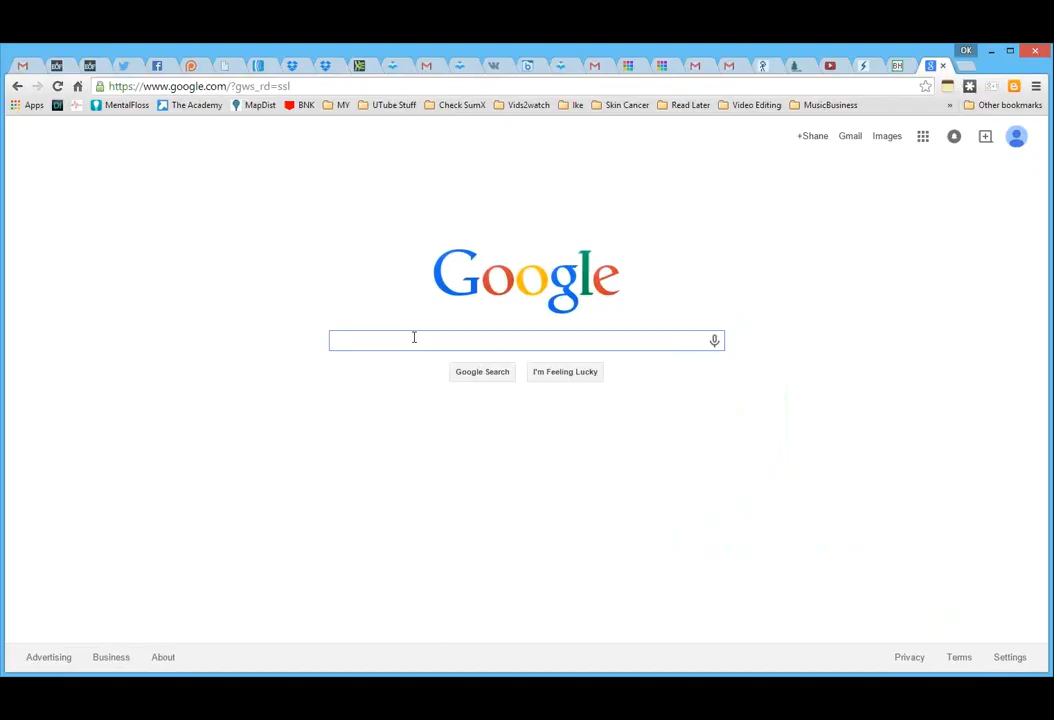 OK
https://www.google.com/?gws_rd=ssl
Apps MentalFloss The Academy MapDist BNK MY UTube Stuff Check SumX Vids2watch Ike Skin Cancer Read Later Video Editing MusicBusiness » Other bookmarks
+Share Gmail Images
Google
Google Search I'm Feeling Lucky
Advertising Business About Privacy Terms Settings